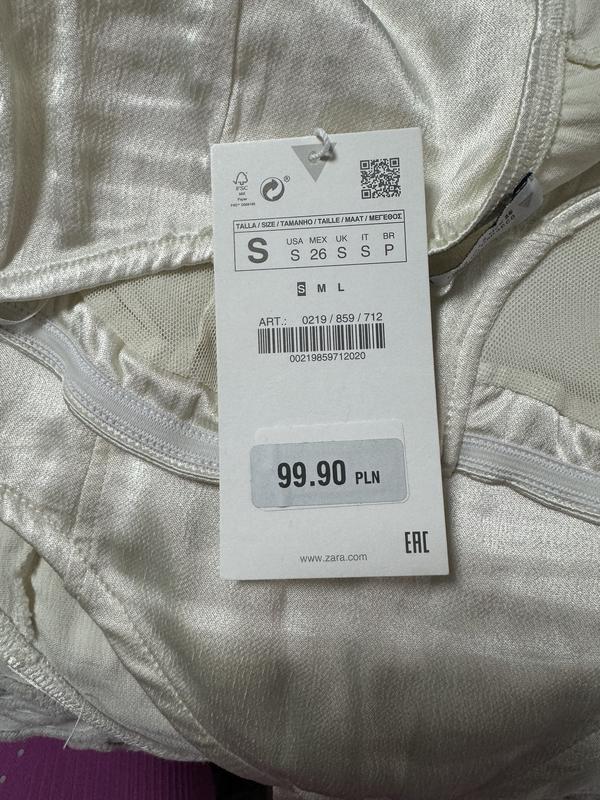 FSC
TALLA / SIZE / TAMANHO / TAILLE / MAAT / ΜΕΓΕΘΟΣ
S
USA MEX UK IT BR
S 26 S S P
S M L
ART.: 0219 / 859 / 712
00219859712020
99.90 PLN
EAC
www.zara.com